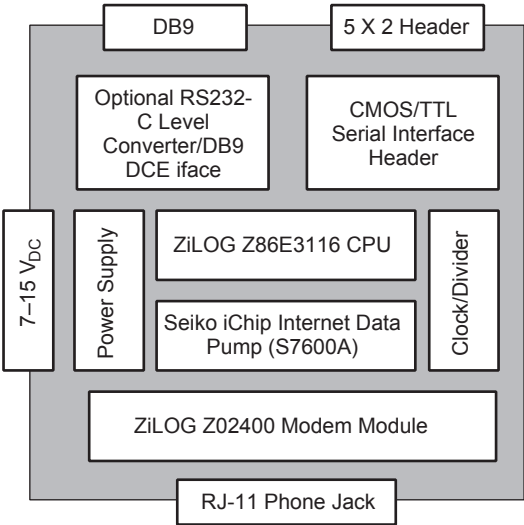 DB9
5 X 2 Header
Optional RS232-
C Level
Converter/DB9
DCE iface
CMOS/TTL
Serial Interface
Header
7–15 VDC
Power Supply
ZiLOG Z86E3116 CPU
Clock/Divider
Seiko iChip Internet Data
Pump (S7600A)
ZiLOG Z02400 Modem Module
RJ-11 Phone Jack